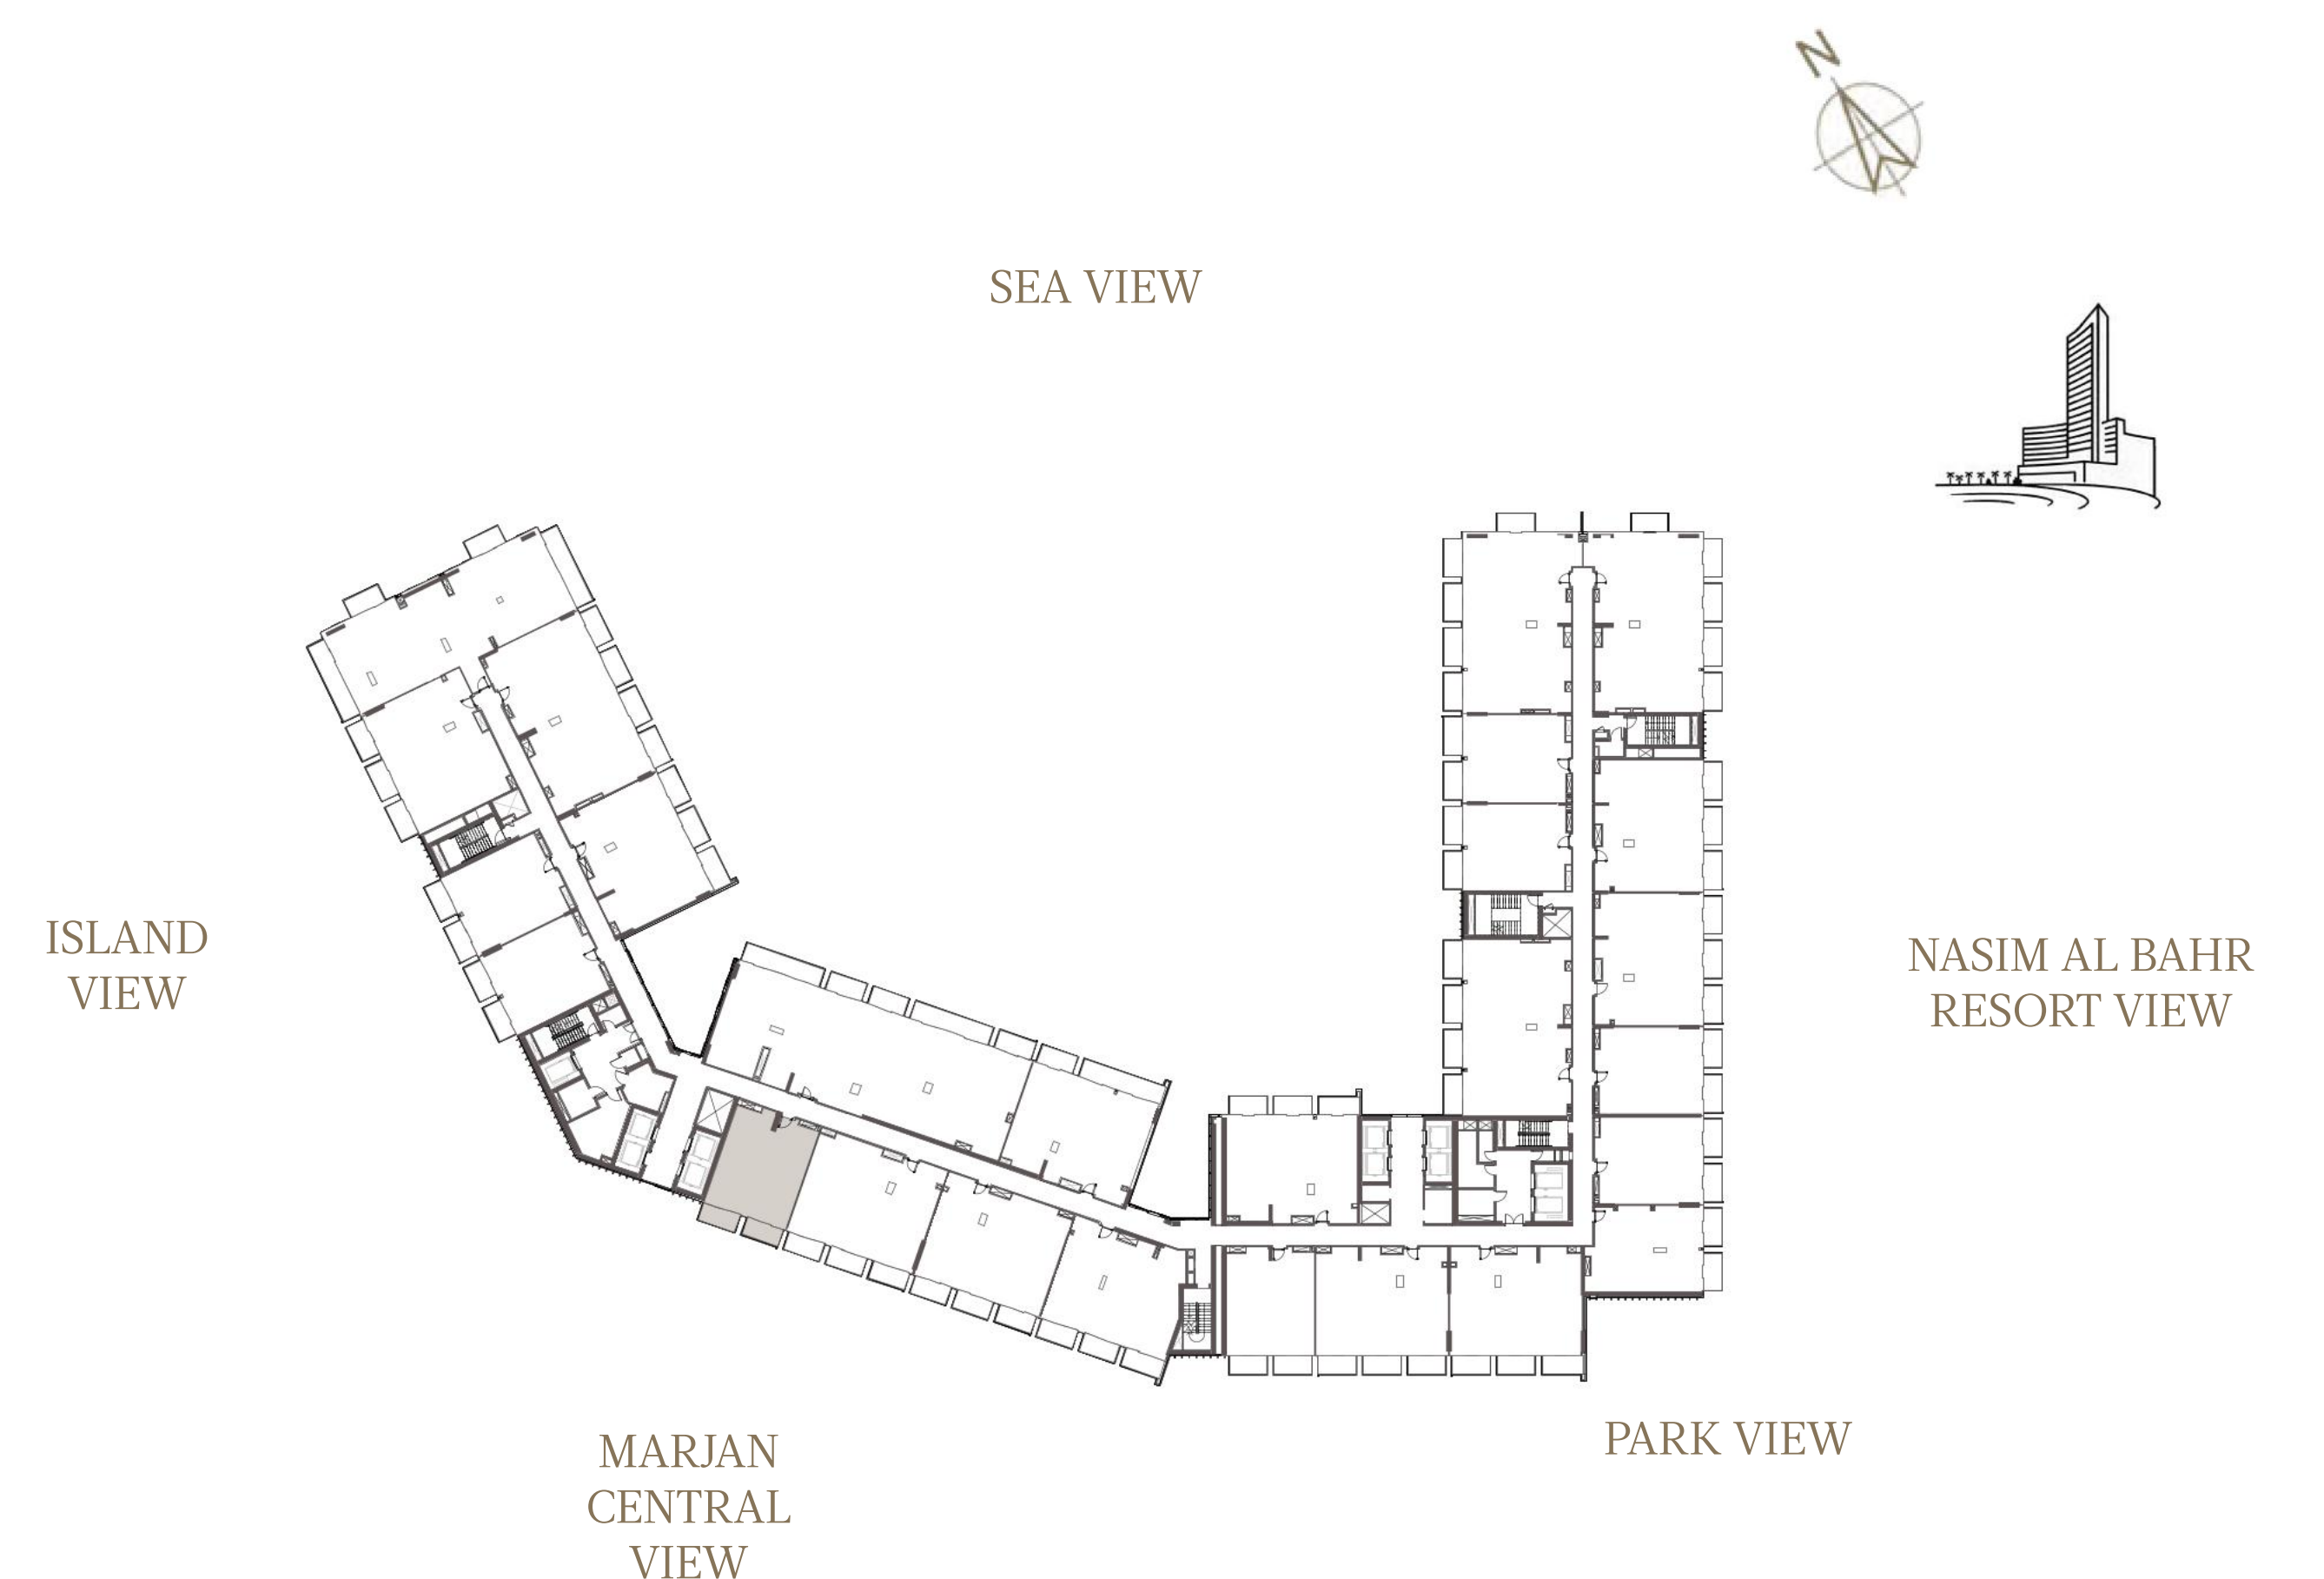 N
SEA VIEW
ISLAND
VIEW
NASIM AL BAHR
RESORT VIEW
PARK VIEW
MARJAN
CENTRAL
VIEW